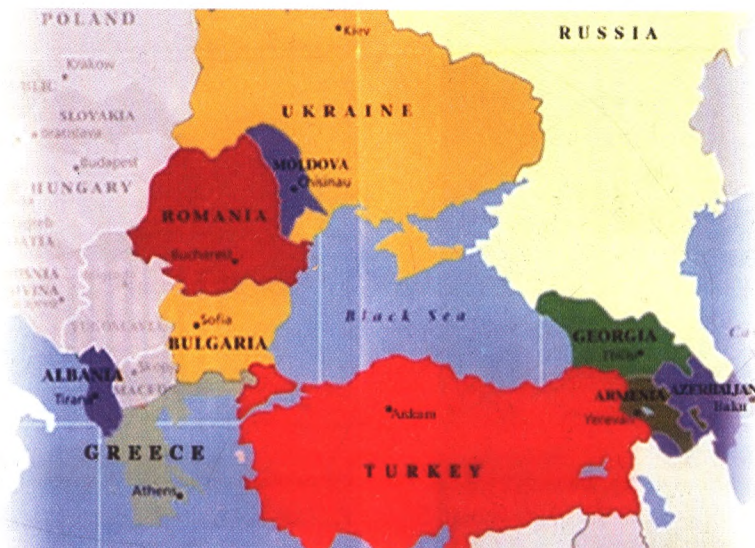 POLAND
Kiev
RUSSIA
Krakow
SLOVAKIA
Bratislava
UKRAINE
Budapest
HUNGARY
MOLDOVA
Chisinau
ROMANIA
Bucharest
Black Sea
Sofia
BULGARIA
YUGOSLAVIA
GEORGIA
Tbilisi
ALBANIA
Skopje
Tirana
ARMENIA
AZERBAIJAN
Baku
Yerevan
Ankara
GREECE
TURKEY
Athens